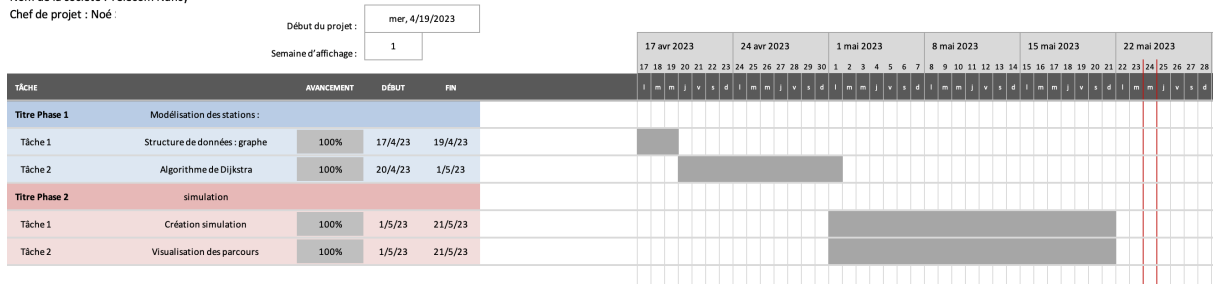 Nom de la société : Telecom Nancy
Chef de projet : Noé
Début du projet : mer, 4/19/2023
Semaine d'affichage : 1
17 avr 2023 24 avr 2023 1 mai 2023 8 mai 2023 15 mai 2023 22 mai 2023
17 18 19 20 21 22 23 24 25 26 27 28 29 30 1 2 3 4 5 6 7 8 9 10 11 12 13 14 15 16 17 18 19 20 21 22 23 24 25 26 27 28
TÂCHE AVANCEMENT DÉBUT FIN l m m j v s d l m m j v s d l m m j v s d l m m j v s d l m m j v s d l m m j v s d
Titre Phase 1 Modélisation des stations :
Tâche 1 Structure de données : graphe 100% 17/4/23 19/4/23
Tâche 2 Algorithme de Dijkstra 100% 20/4/23 1/5/23
Titre Phase 2 simulation
Tâche 1 Création simulation 100% 1/5/23 21/5/23
Tâche 2 Visualisation des parcours 100% 1/5/23 21/5/23